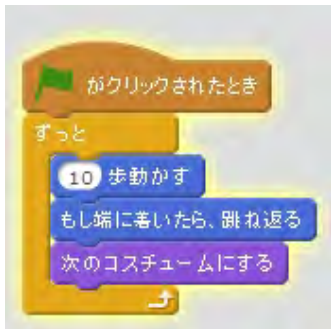 がクリックされたとき
ずっと
10 歩動かす
もし端に着いたら、跳ね返る
次のコスチュームにする